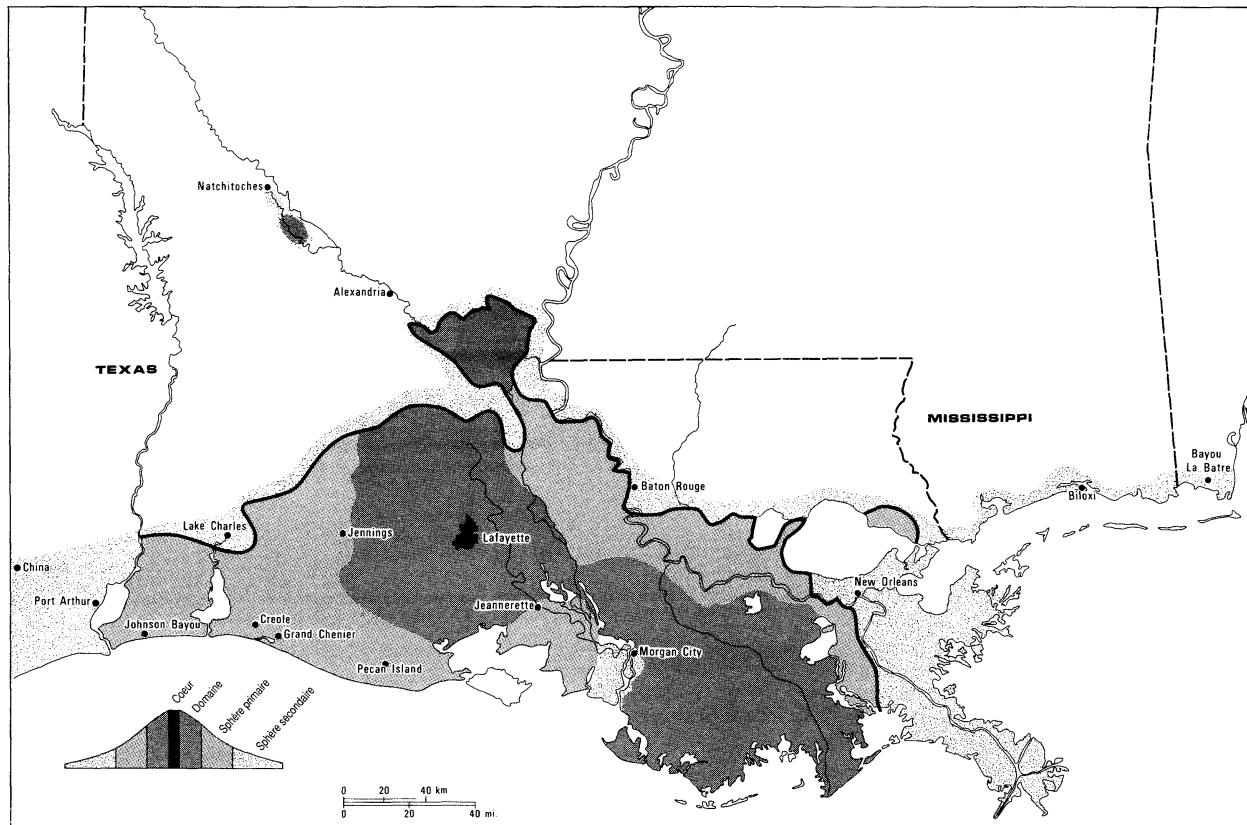 Natchitoches
Alexandria
TEXAS
MISSISSIPPI
Bayou
La Batre
Biloxi
Baton Rouge
Lake Charles
Jennings
Lafayette
China
New Orleans
Port Arthur
Jeannerette
Johnson Bayou
Creole
Grand Chenier
Morgan City
Pecan Island
Coeur
Domaine
Sphère primaire
Sphère secondaire
0 20 40 km
0 20 40 mi.